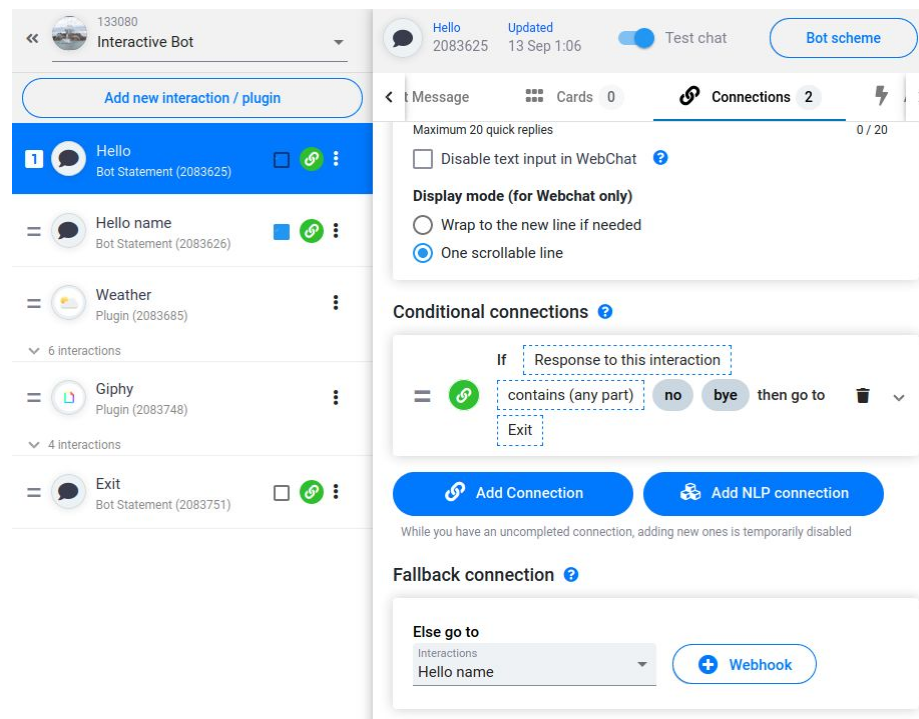 133080
Interactive Bot
Add new interaction / plugin
1
Hello
Bot Statement (2083625)
Hello name
Bot Statement (2083626)
Weather
Plugin (2083685)
6 interactions
Giphy
Plugin (2083748)
4 interactions
Exit
Bot Statement (2083751)
Hello
2083625
Updated
13 Sep 1:06
Test chat
Bot scheme
t Message
Cards 0
Connections 2
Maximum 20 quick replies
0 / 20
Disable text input in WebChat
Display mode (for Webchat only)
Wrap to the new line if needed
One scrollable line
Conditional connections
If Response to this interaction
contains (any part) no bye then go to
Exit
Add Connection
Add NLP connection
While you have an uncompleted connection, adding new ones is temporarily disabled
Fallback connection
Else go to
Interactions
Hello name
Webhook